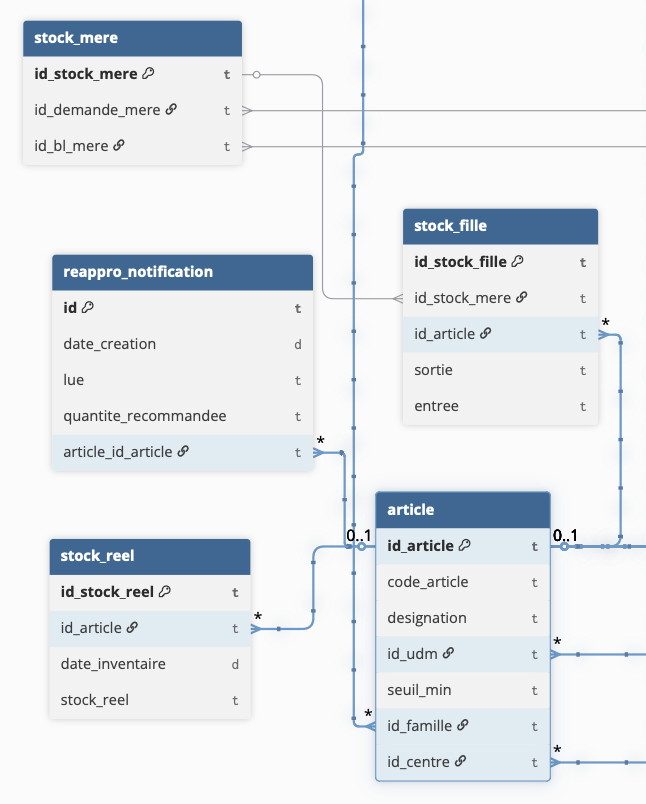 stock_mere
id_stock_mere t
id_demande_mere t
id_bl_mere t
stock_fille
id_stock_fille t
id_stock_mere t
id_article t
*
sortie t
entree t
reappro_notification
id t
date_creation d
lue t
quantite_recommandee t
article_id_article t
*
article
0..1 id_article t 0..1
code_article t
designation t
id_udm t
*
seuil_min t
*
id_famille t
id_centre t
*
stock_reel
id_stock_reel t
id_article t
*
date_inventaire d
stock_reel t